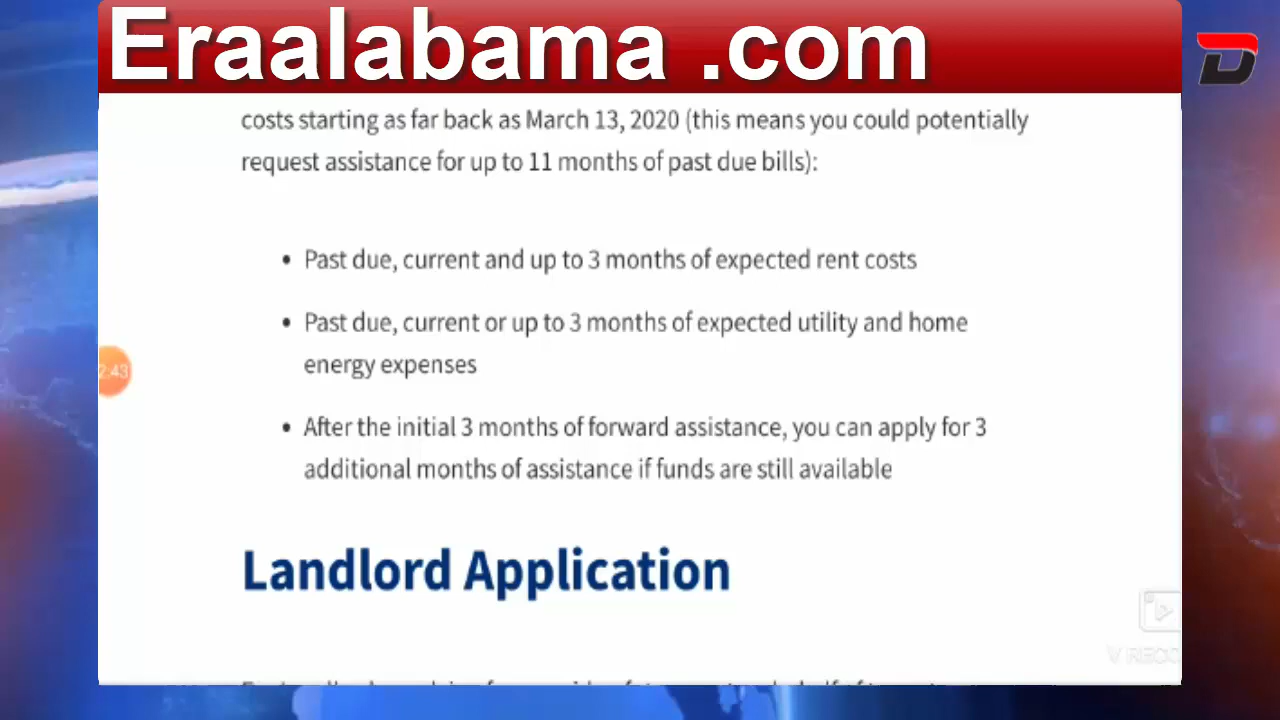 Eraalabama .com
costs starting as far back as March 13, 2020 (this means you could potentially
request assistance for up to 11 months of past due bills):
• Past due, current and up to 3 months of expected rent costs
• Past due, current or up to 3 months of expected utility and home
energy expenses
2:43
• After the initial 3 months of forward assistance, you can apply for 3
additional months of assistance if funds are still available
Landlord Application
V RECO